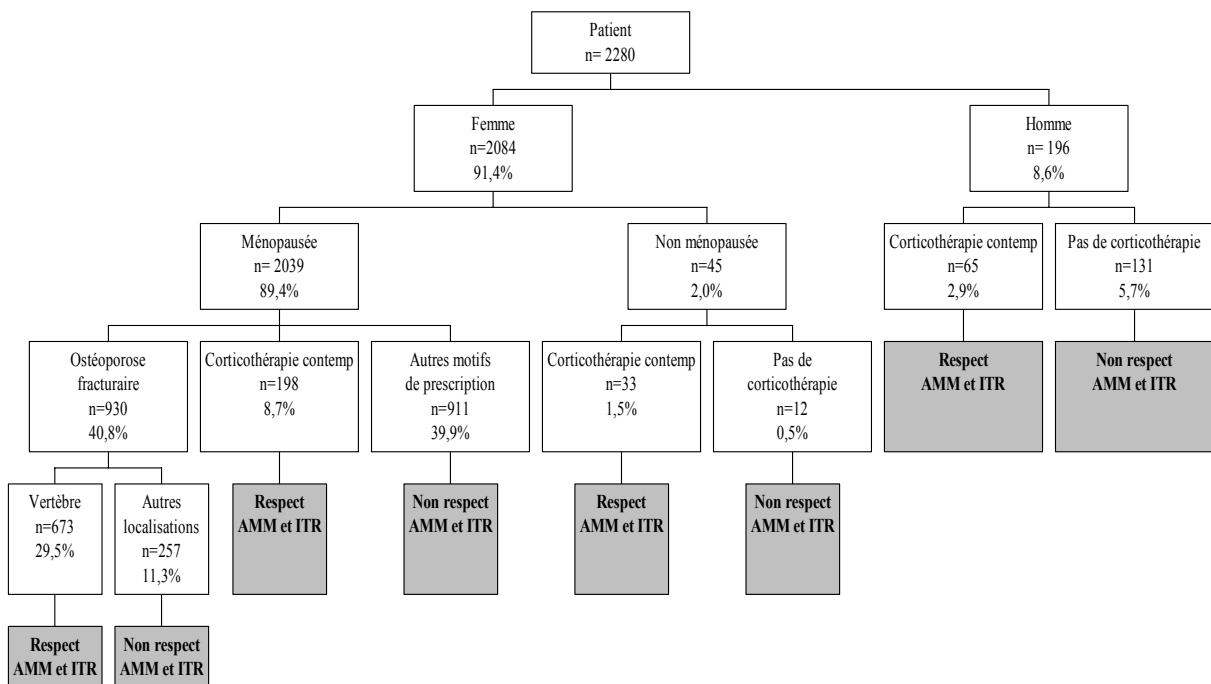 Patient
n= 2280
Femme
n=2084
91,4%
Homme
n= 196
8,6%
Ménopausée
n= 2039
89,4%
Non ménopausée
n=45
2,0%
Corticothérapie contemp
n=65
2,9%
Pas de corticothérapie
n=131
5,7%
Ostéoporose
fracturaire
n=930
40,8%
Corticothérapie contemp
n=198
8,7%
Autres motifs
de prescription
n=911
39,9%
Corticothérapie contemp
n=33
1,5%
Pas de
corticothérapie
n=12
0,5%
Respect
AMM et ITR
Non respect
AMM et ITR
Vertèbre
n=673
29,5%
Autres
localisations
n=257
11,3%
Respect
AMM et ITR
Non respect
AMM et ITR
Respect
AMM et ITR
Non respect
AMM et ITR
Respect
AMM et ITR
Non respect
AMM et ITR